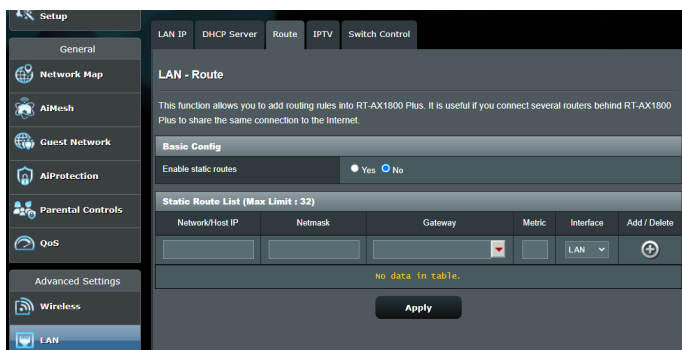 Setup
General
Network Map
AiMesh
Guest Network
AiProtection
Parental Controls
QoS
Advanced Settings
Wireless
LAN
LAN IP DHCP Server Route IPTV Switch Control
LAN - Route
This function allows you to add routing rules into RT-AX1800 Plus. It is useful if you connect several routers behind RT-AX1800
Plus to share the same connection to the Internet.
Basic Config
Enable static routes Yes No
Static Route List (Max Limit : 32)
Network/Host IP Netmask Gateway Metric Interface Add / Delete
LAN
No data in table.
Apply